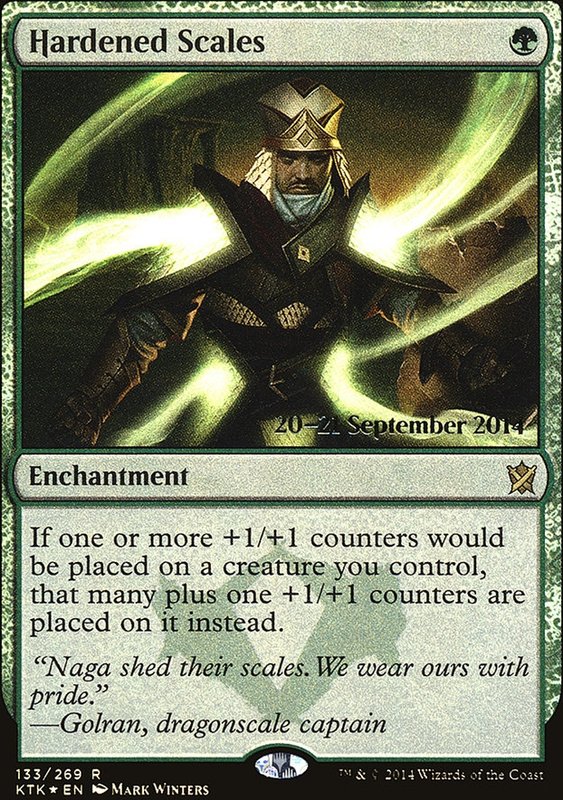 Hardened Scales
20–21 September 2014
Enchantment
If one or more +1/+1 counters would
be placed on a creature you control,
that many plus one +1/+1 counters are
placed on it instead.
“Naga shed their scales. We wear ours with
pride.”
—Golran, dragonscale captain
133/269 R
KTK ★ EN Mark Winters
™ & © 2014 Wizards of the Coast